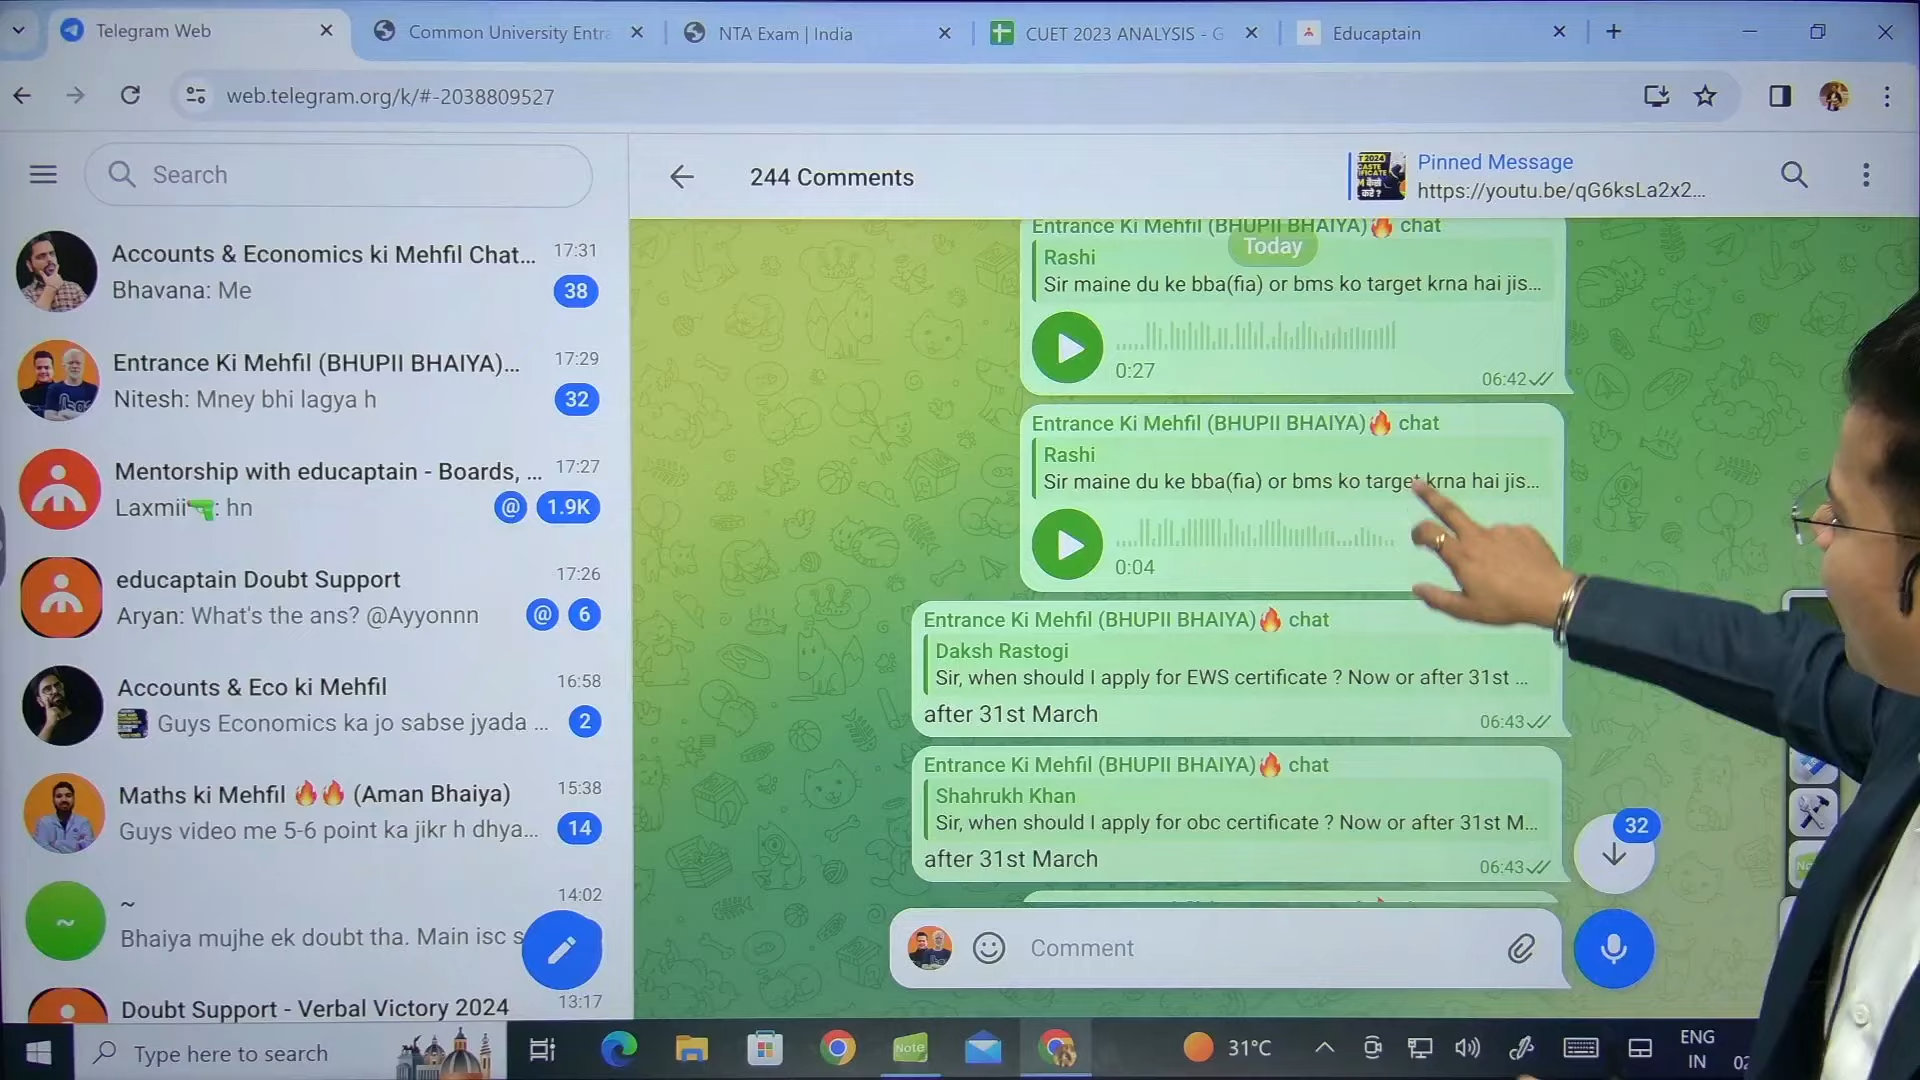 Telegram Web
Common University Entra
NTA Exam | India
CUET 2023 ANALYSIS - G
Educaptain
web.telegram.org/k/#-2038809527
Search
244 Comments
Pinned Message
https://youtu.be/qG6ksLa2x2...
Accounts & Economics ki Mehfil Chat... 17:31
Bhavana: Me 38
Entrance Ki Mehfil (BHUPII BHAIYA)... 17:29
Nitesh: Mney bhi lagya h 32
Mentorship with educaptain - Boards, ... 17:27
Laxmii🔫: hn @ 1.9K
educaptain Doubt Support 17:26
Aryan: What's the ans? @Ayyonnn @ 6
Accounts & Eco ki Mehfil 16:58
Guys Economics ka jo sabse jyada ... 2
Maths ki Mehfil 🔥🔥 (Aman Bhaiya) 15:38
Guys video me 5-6 point ka jikr h dhya... 14
~ ~ 14:02
Bhaiya mujhe ek doubt tha. Main isc s
Doubt Support - Verbal Victory 2024 13:17
Entrance Ki Mehfil (BHUPII BHAIYA)🔥 chat
Today
Rashi
Sir maine du ke bba(fia) or bms ko target krna hai jis...
0:27
06:42
Entrance Ki Mehfil (BHUPII BHAIYA)🔥 chat
Rashi
Sir maine du ke bba(fia) or bms ko target krna hai jis...
0:04
Entrance Ki Mehfil (BHUPII BHAIYA)🔥 chat
Daksh Rastogi
Sir, when should I apply for EWS certificate ? Now or after 31st ...
after 31st March
06:43
Entrance Ki Mehfil (BHUPII BHAIYA)🔥 chat
Shahrukh Khan
Sir, when should I apply for obc certificate ? Now or after 31st M...
after 31st March
06:43
32
Comment
Type here to search
Note
31°C
ENG
IN